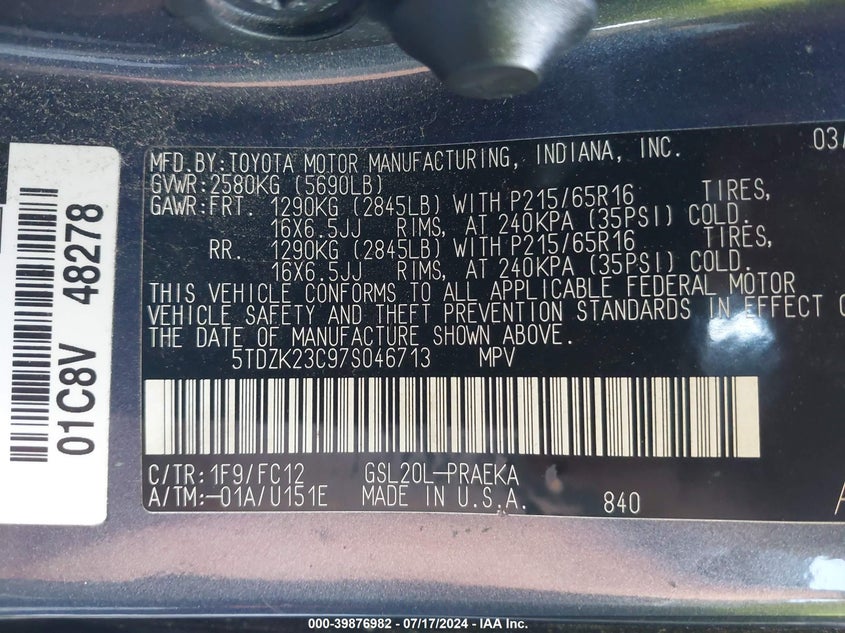 MFD.BY:TOYOTA MOTOR MANUFACTURING, INDIANA, INC. 03/
GVWR:2580KG (5690LB)
GAWR:FRT. 1290KG (2845LB) WITH P215/65R16 TIRES,
16X6.5JJ RIMS, AT 240KPA (35PSI) COLD.
RR. 1290KG (2845LB) WITH P215/65R16 TIRES,
16X6.5JJ RIMS, AT 240KPA (35PSI) COLD.
THIS VEHICLE CONFORMS TO ALL APPLICABLE FEDERAL MOTOR
VEHICLE SAFETY AND THEFT PREVENTION STANDARDS IN EFFECT O
THE DATE OF MANUFACTURE SHOWN ABOVE.
5TDZK23C97S046713 MPV
C/TR:1F9/FC12 GSL20L-PRAEKA
A/TM:-01A/U151E MADE IN U.S.A. 840 A
01C8V 48278
000-39876982 - 07/17/2024 - IAA Inc.